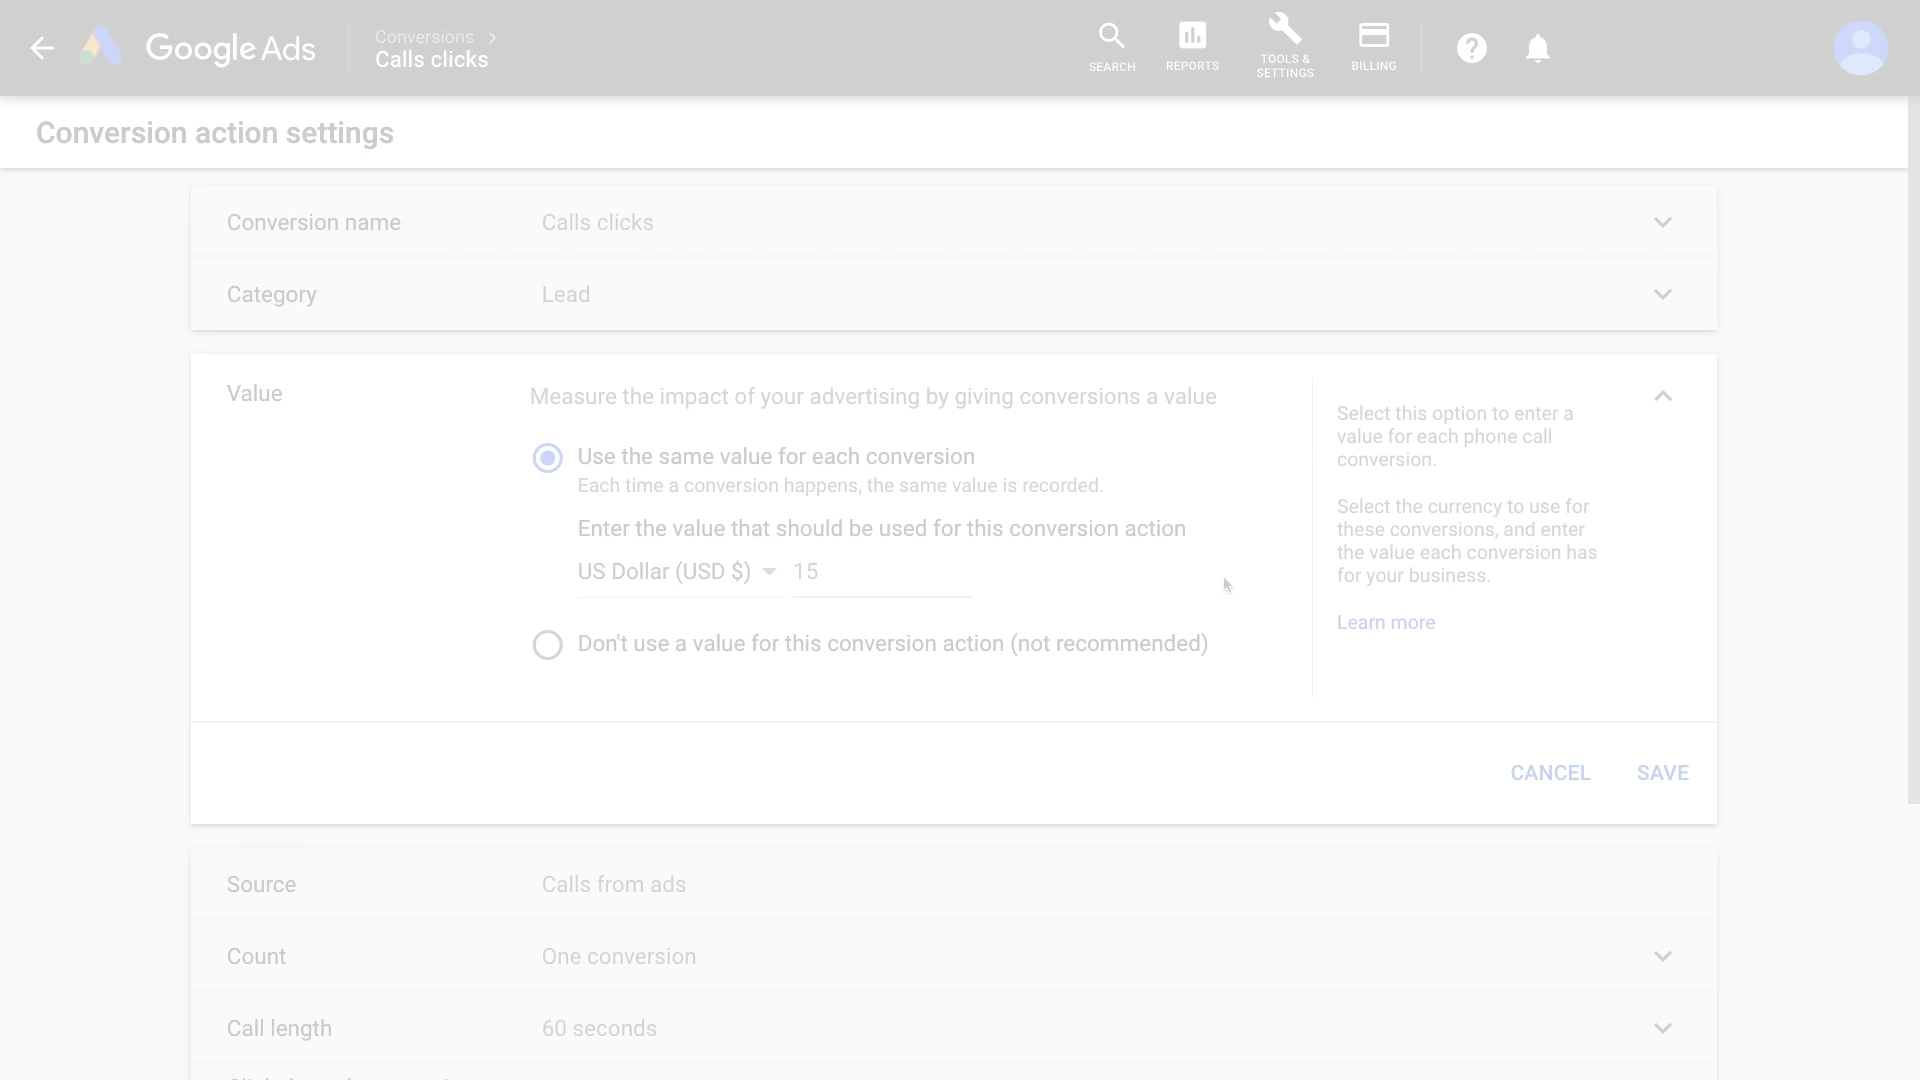 Google Ads
Conversions
Calls clicks
SEARCH
REPORTS
TOOLS &
SETTINGS
BILLING
Conversion action settings
Conversion name
Calls clicks
Category
Lead
Value
Measure the impact of your advertising by giving conversions a value
Use the same value for each conversion
Each time a conversion happens, the same value is recorded.
Enter the value that should be used for this conversion action
US Dollar (USD $)
15
Don't use a value for this conversion action (not recommended)
Select this option to enter a
value for each phone call
conversion.
Select the currency to use for
these conversions, and enter
the value each conversion has
for your business.
Learn more
CANCEL
SAVE
Source
Calls from ads
Count
One conversion
Call length
60 seconds